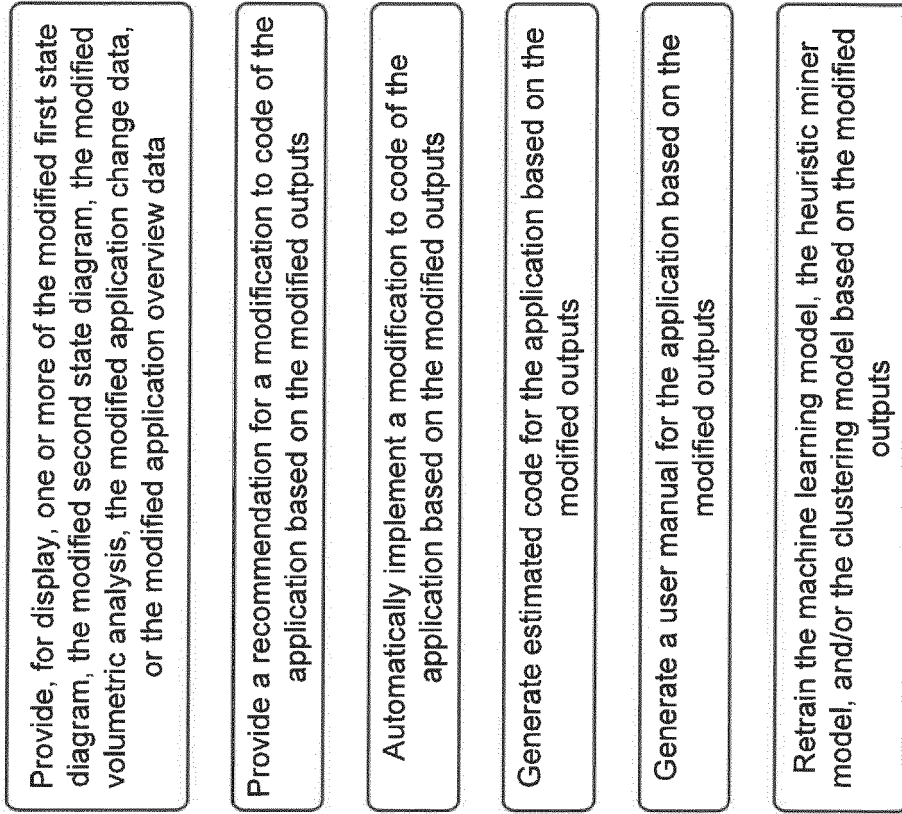 Provide, for display, one or more of the modified first state
diagram, the modified second state diagram, the modified
volumetric analysis, the modified application change data,
or the modified application overview data
Provide a recommendation for a modification to code of the
application based on the modified outputs
Automatically implement a modification to code of the
application based on the modified outputs
Generate estimated code for the application based on the
modified outputs
Generate a user manual for the application based on the
modified outputs
Retrain the machine learning model, the heuristic miner
model, and/or the clustering model based on the modified
outputs